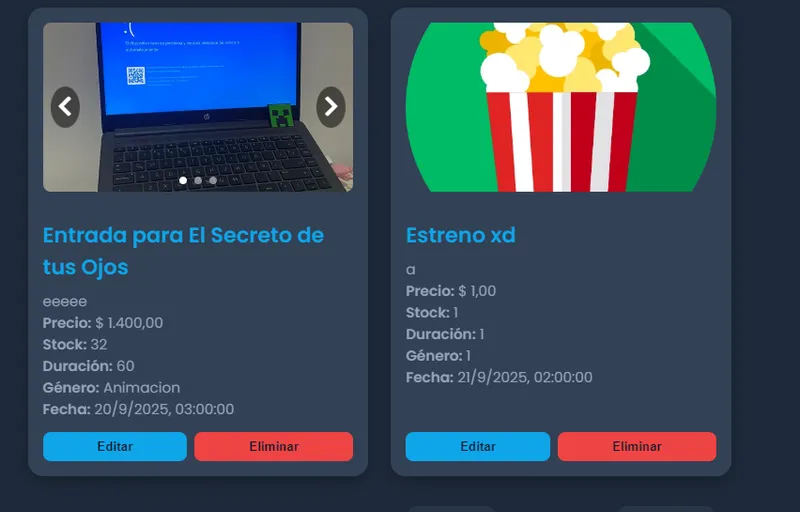 :(
Entrada para El Secreto de
tus Ojos
eeeee
Precio: $ 1.400,00
Stock: 32
Duración: 60
Género: Animacion
Fecha: 20/9/2025, 03:00:00
Editar
Eliminar
Estreno xd
a
Precio: $ 1,00
Stock: 1
Duración: 1
Género: 1
Fecha: 21/9/2025, 02:00:00
Editar
Eliminar